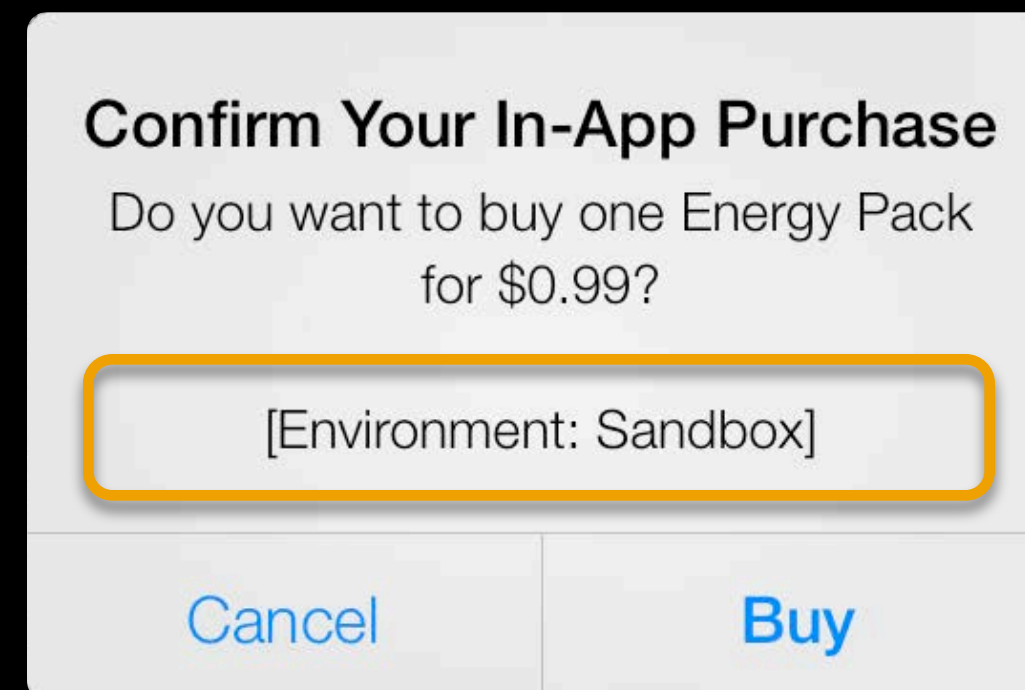 Confirm Your In-App Purchase
Do you want to buy one Energy Pack
for $0.99?
[Environment: Sandbox]
Cancel
Buy